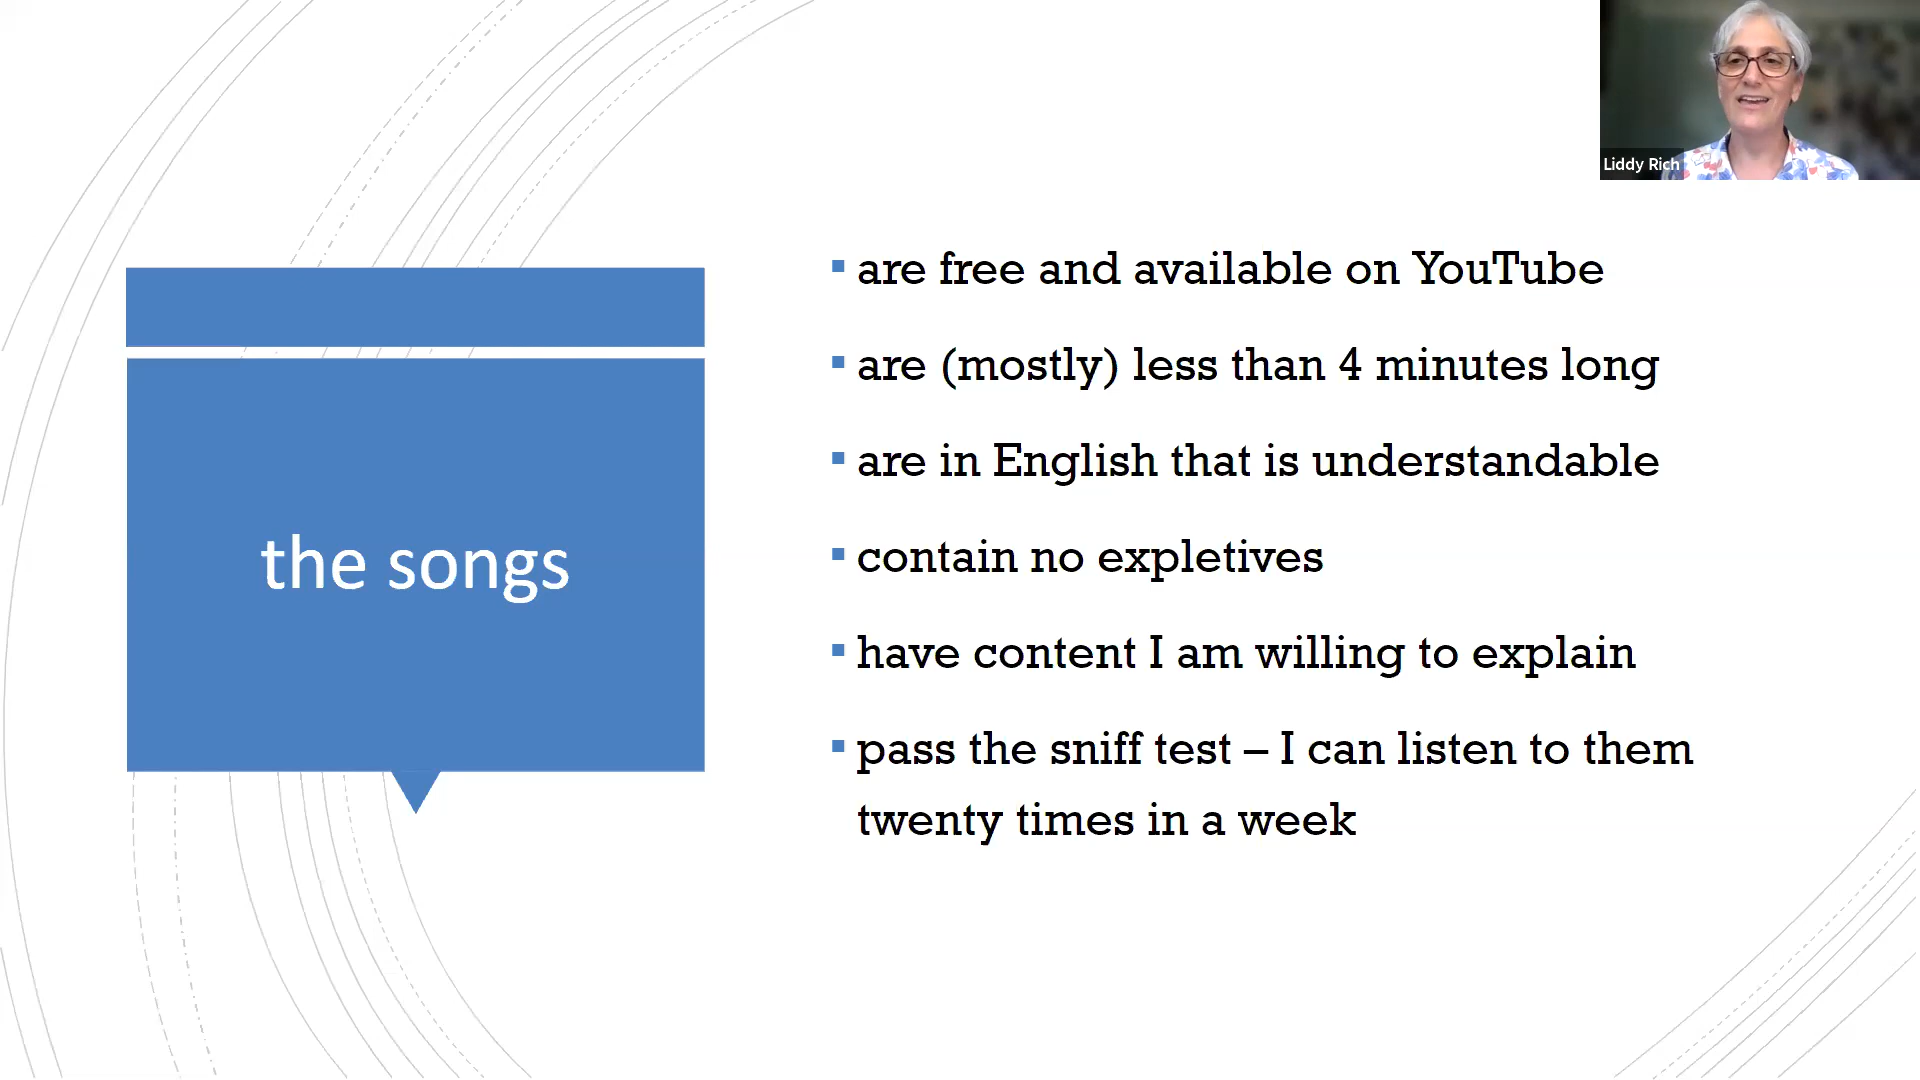 Liddy Rich
the songs
are free and available on YouTube
are (mostly) less than 4 minutes long
are in English that is understandable
contain no expletives
have content I am willing to explain
pass the sniff test – I can listen to them
twenty times in a week